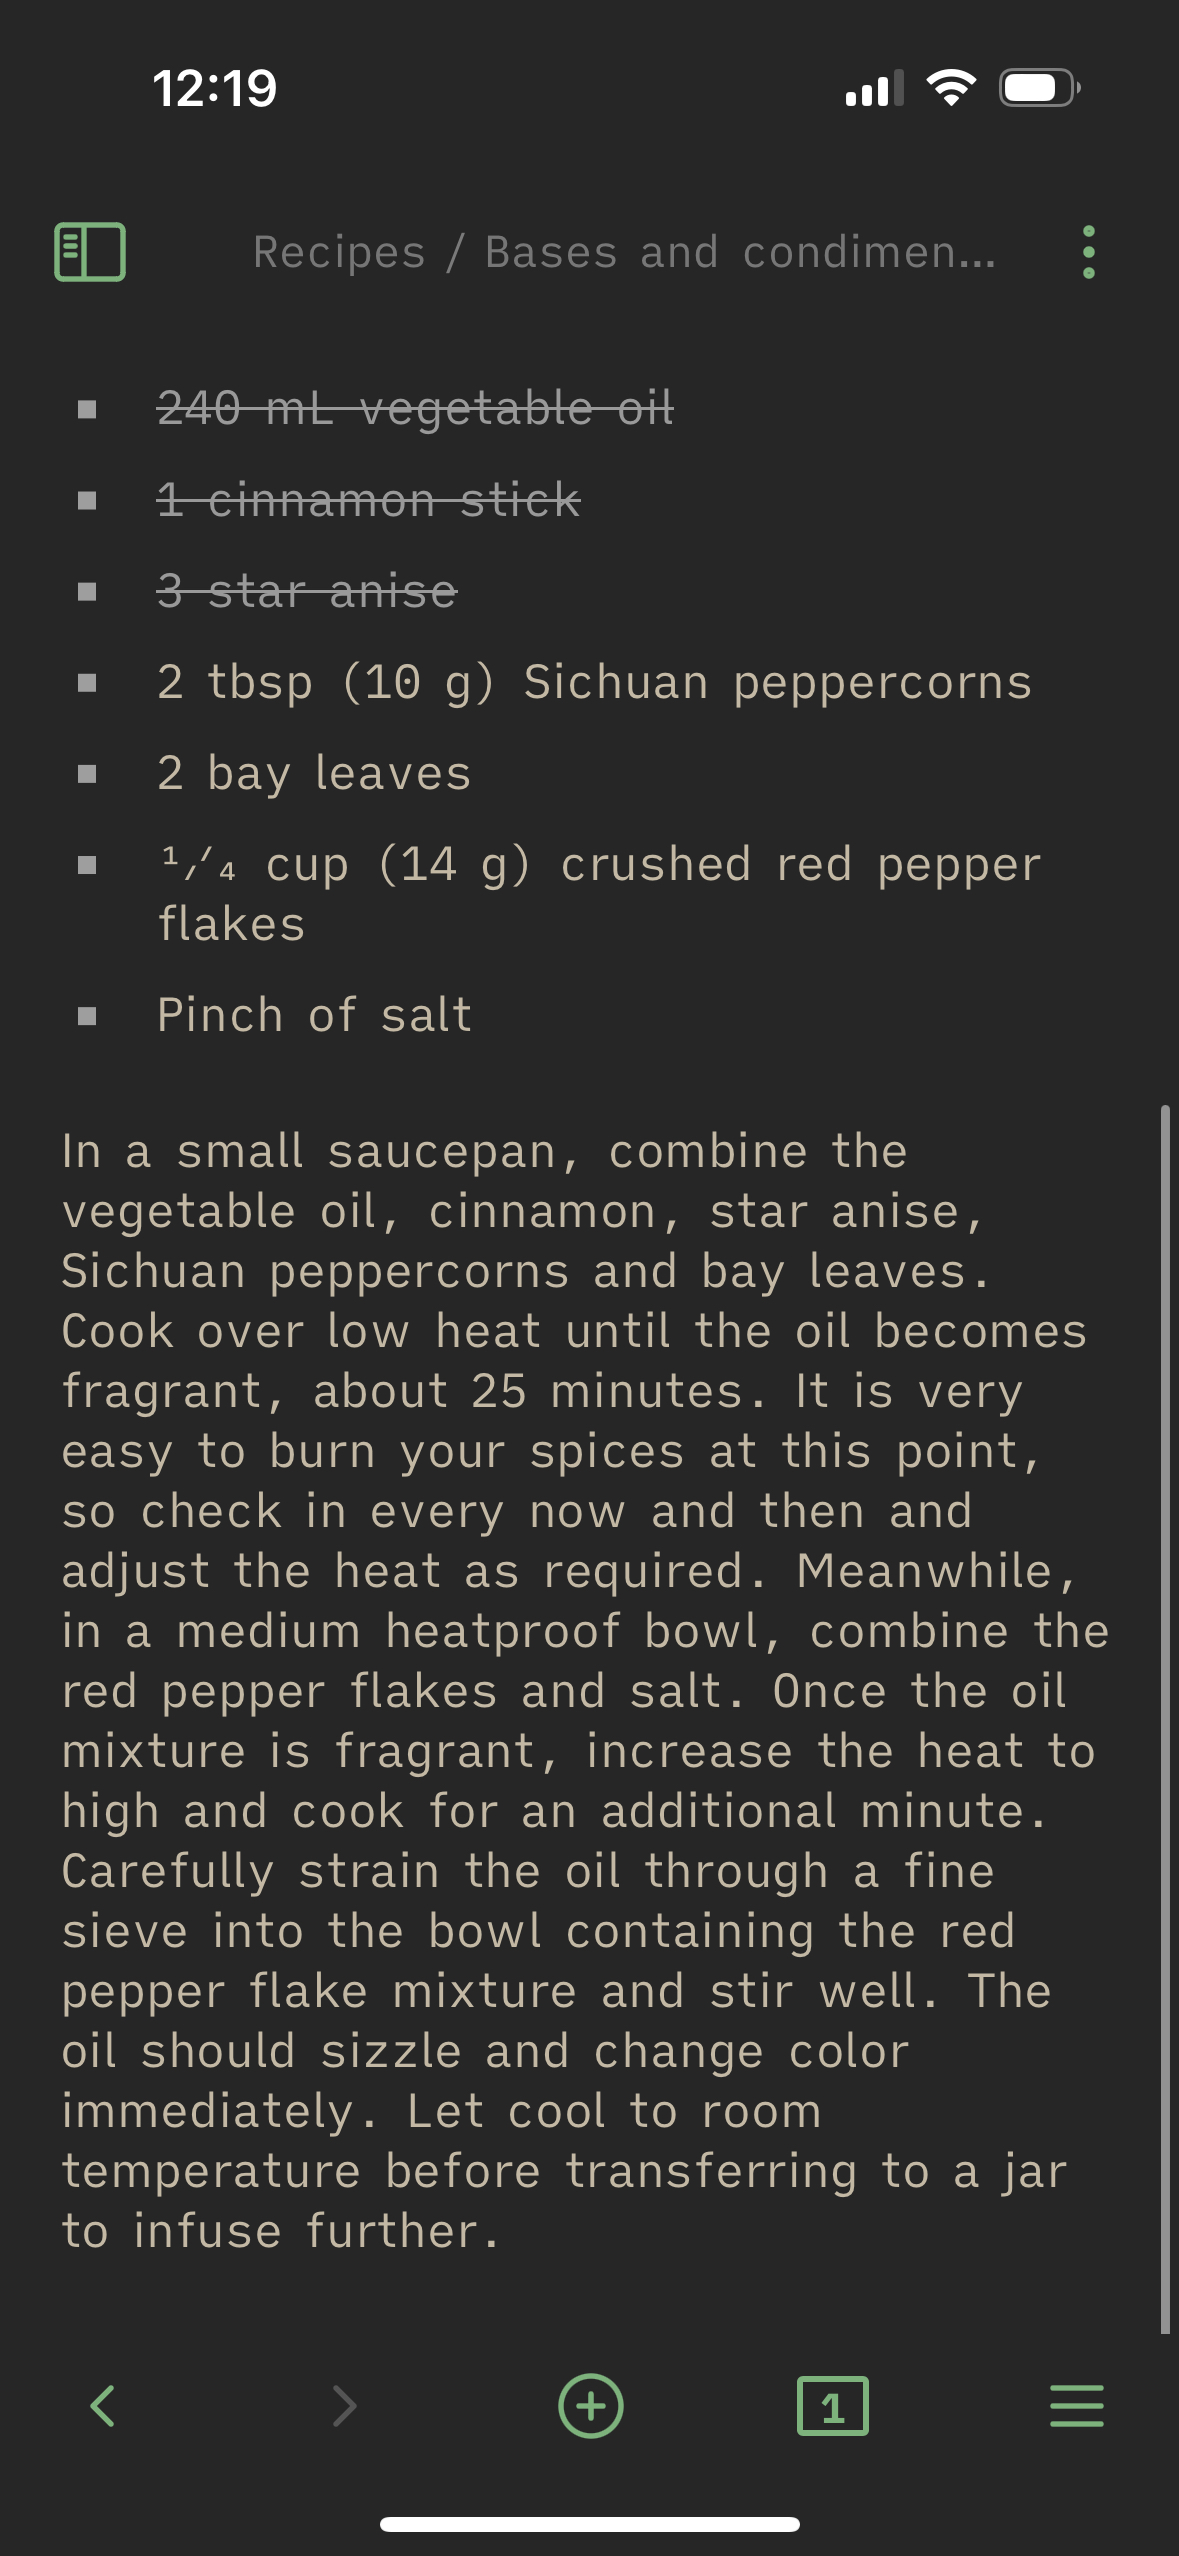 12:19
Recipes / Bases and condimen...
240 mL vegetable oil
1 cinnamon stick
3 star anise
2 tbsp (10 g) Sichuan peppercorns
2 bay leaves
¹⁄₄ cup (14 g) crushed red pepper
flakes
Pinch of salt
In a small saucepan, combine the
vegetable oil, cinnamon, star anise,
Sichuan peppercorns and bay leaves.
Cook over low heat until the oil becomes
fragrant, about 25 minutes. It is very
easy to burn your spices at this point,
so check in every now and then and
adjust the heat as required. Meanwhile,
in a medium heatproof bowl, combine the
red pepper flakes and salt. Once the oil
mixture is fragrant, increase the heat to
high and cook for an additional minute.
Carefully strain the oil through a fine
sieve into the bowl containing the red
pepper flake mixture and stir well. The
oil should sizzle and change color
immediately. Let cool to room
temperature before transferring to a jar
to infuse further.
1